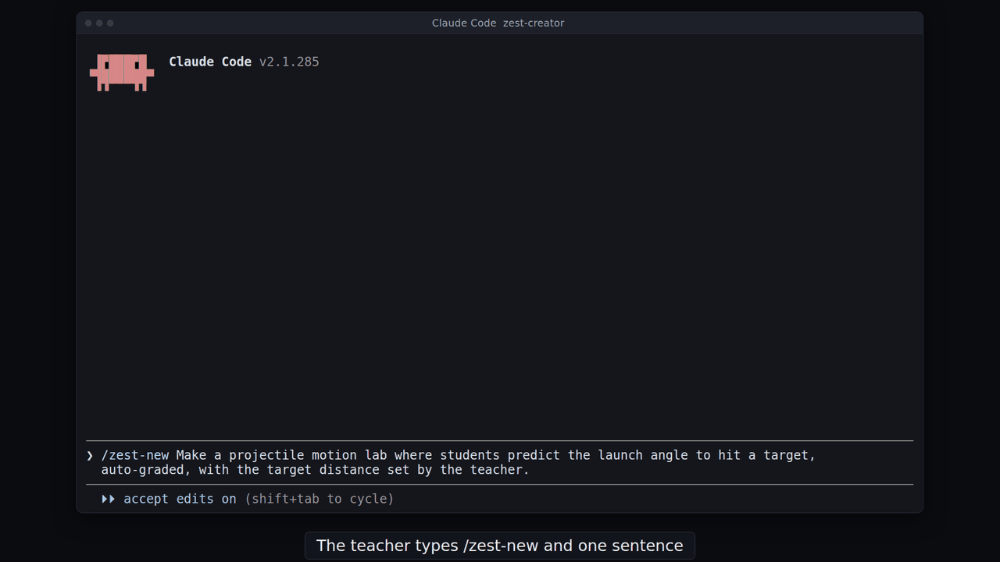 Claude Code  zest-creator
Claude Code v2.1.285
❯ /zest-new Make a projectile motion lab where students predict the launch angle to hit a target,
auto-graded, with the target distance set by the teacher.
⏵⏵ accept edits on (shift+tab to cycle)
The teacher types /zest-new and one sentence